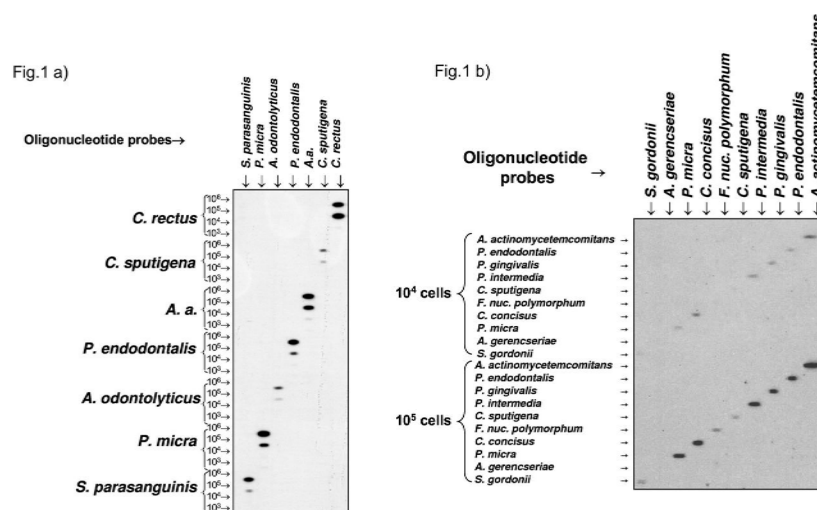 Fig.1 a)
Oligonucleotide probes→
S. parasanguinis
P. micra
A. odontolyticus
P. endodontalis
A.a.
C. sputigena
C. rectus
C. rectus
10⁶→
10⁵→
10⁴→
10³→
C. sputigena
10⁶→
10⁵→
10⁴→
10³→
A. a.
10⁶→
10⁵→
10⁴→
10³→
P. endodontalis
10⁶→
10⁵→
10⁴→
10³→
A. odontolyticus
10⁶→
10⁵→
10⁴→
10³→
P. micra
10⁶→
10⁵→
10⁴→
10³→
S. parasanguinis
10⁶→
10⁵→
10⁴→
10³→
Fig.1 b)
Oligonucleotide
probes →
S. gordonii
A. gerencseriae
P. micra
C. concisus
F. nuc. polymorphum
C. sputigena
P. intermedia
P. gingivalis
P. endodontalis
A. actinomycetemcomitans
10⁴ cells
A. actinomycetemcomitans →
P. endodontalis →
P. gingivalis →
P. intermedia →
C. sputigena →
F. nuc. polymorphum →
C. concisus →
P. micra →
A. gerencseriae →
S. gordonii →
10⁵ cells
A. actinomycetemcomitans →
P. endodontalis →
P. gingivalis →
P. intermedia →
C. sputigena →
F. nuc. polymorphum →
C. concisus →
P. micra →
A. gerencseriae →
S. gordonii →